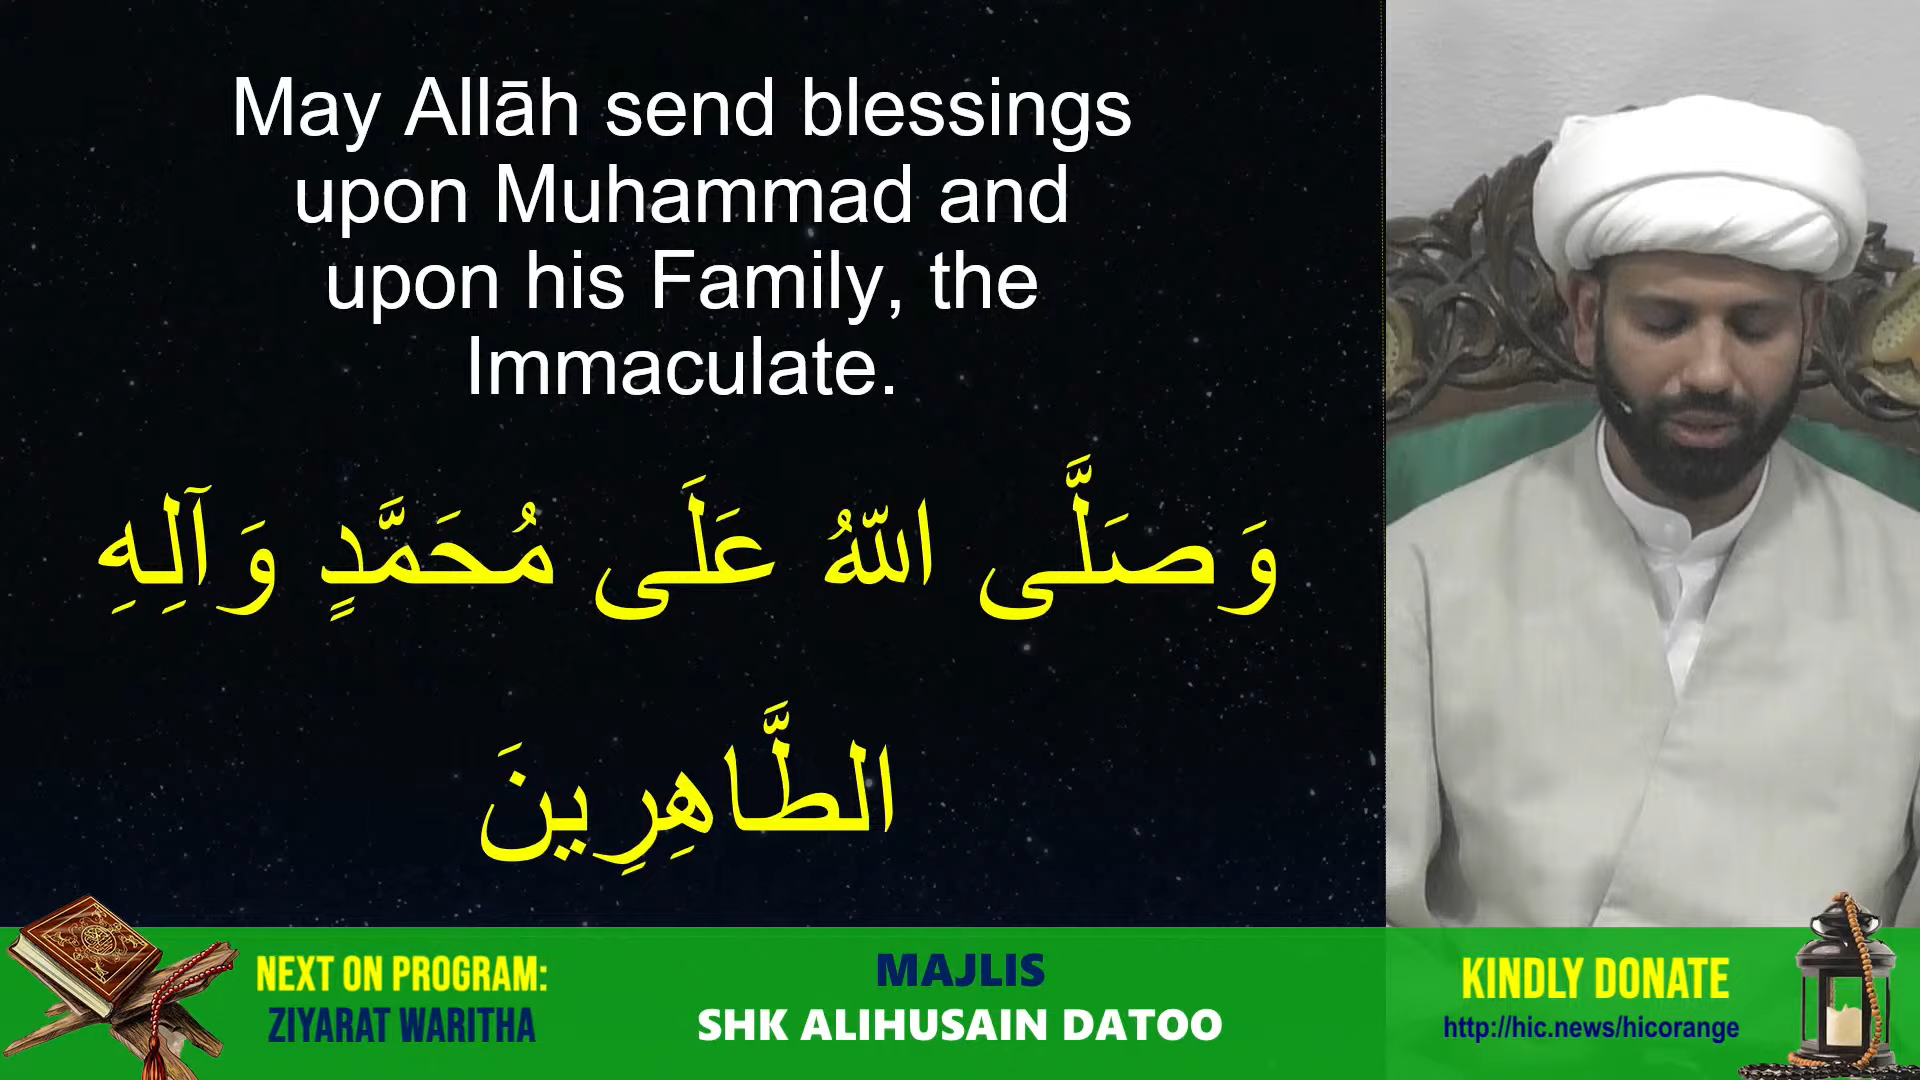 May Allāh send blessings
upon Muhammad and
upon his Family, the
Immaculate.
وَصَلَّى اللّهُ عَلَى مُحَمَّدٍ وَآلِهِ
الطَّاهِرِينَ
NEXT ON PROGRAM:
ZIYARAT WARITHA
MAJLIS
SHK ALIHUSAIN DATOO
KINDLY DONATE
http://hic.news/hicorange